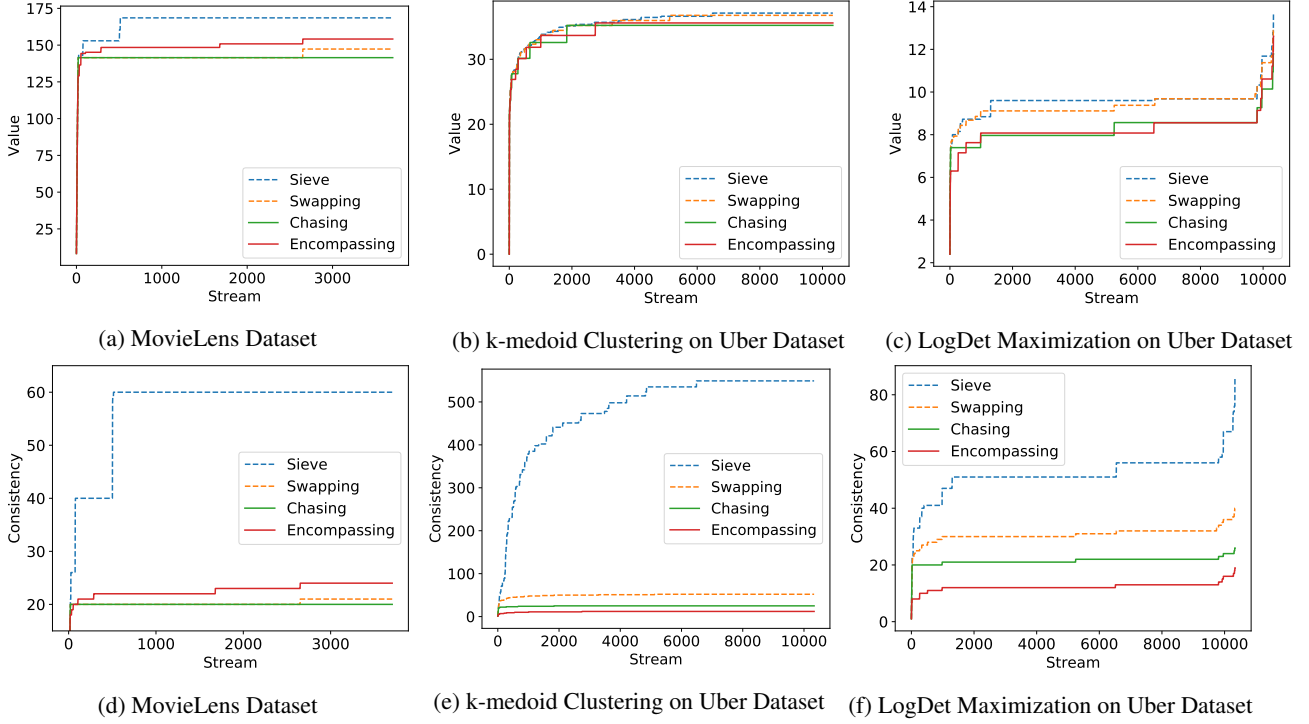 175
150
125
100
75
50
25
Value
Sieve
Swapping
Chasing
Encompassing
0 1000 2000 3000
Stream
(a) MovieLens Dataset
30
20
10
0
Value
Sieve
Swapping
Chasing
Encompassing
0 2000 4000 6000 8000 10000
Stream
(b) k-medoid Clustering on Uber Dataset
14
12
10
8
6
4
2
Value
Sieve
Swapping
Chasing
Encompassing
0 2000 4000 6000 8000 10000
Stream
(c) LogDet Maximization on Uber Dataset
60
50
40
30
20
Consistency
Sieve
Swapping
Chasing
Encompassing
0 1000 2000 3000
Stream
(d) MovieLens Dataset
500
400
300
200
100
0
Consistency
Sieve
Swapping
Chasing
Encompassing
0 2000 4000 6000 8000 10000
Stream
(e) k-medoid Clustering on Uber Dataset
80
60
40
20
0
Consistency
Sieve
Swapping
Chasing
Encompassing
0 2000 4000 6000 8000 10000
Stream
(f) LogDet Maximization on Uber Dataset